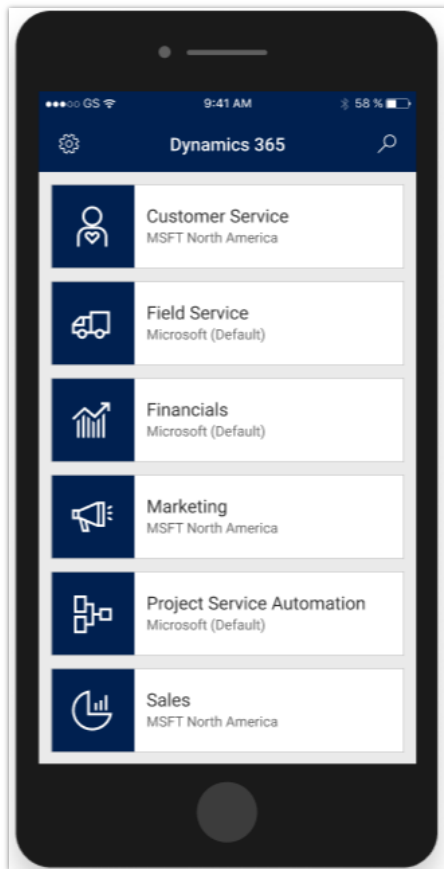 GS 9:41 AM 58 %
Dynamics 365
Customer Service
MSFT North America
Field Service
Microsoft (Default)
Financials
Microsoft (Default)
Marketing
MSFT North America
Project Service Automation
Microsoft (Default)
Sales
MSFT North America